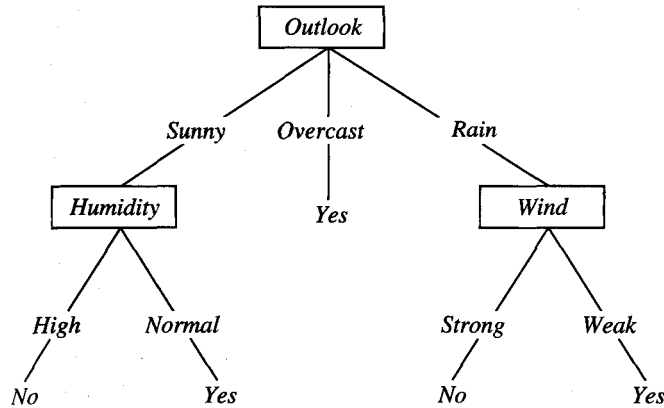 Outlook
Sunny Overcast Rain
Humidity Yes Wind
High Normal Strong Weak
No Yes No Yes